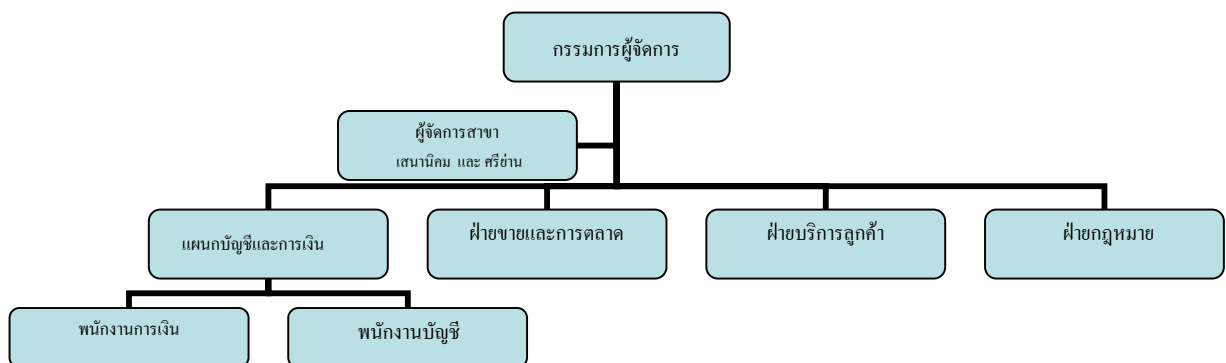 กรรมการผู้จัดการ
ผู้จัดการสาขา
เสนานิคม และ ศรีย่าน
แผนกบัญชีและการเงิน
ฝ่ายขายและการตลาด
ฝ่ายบริการลูกค้า
ฝ่ายกฎหมาย
พนักงานการเงิน
พนักงานบัญชี